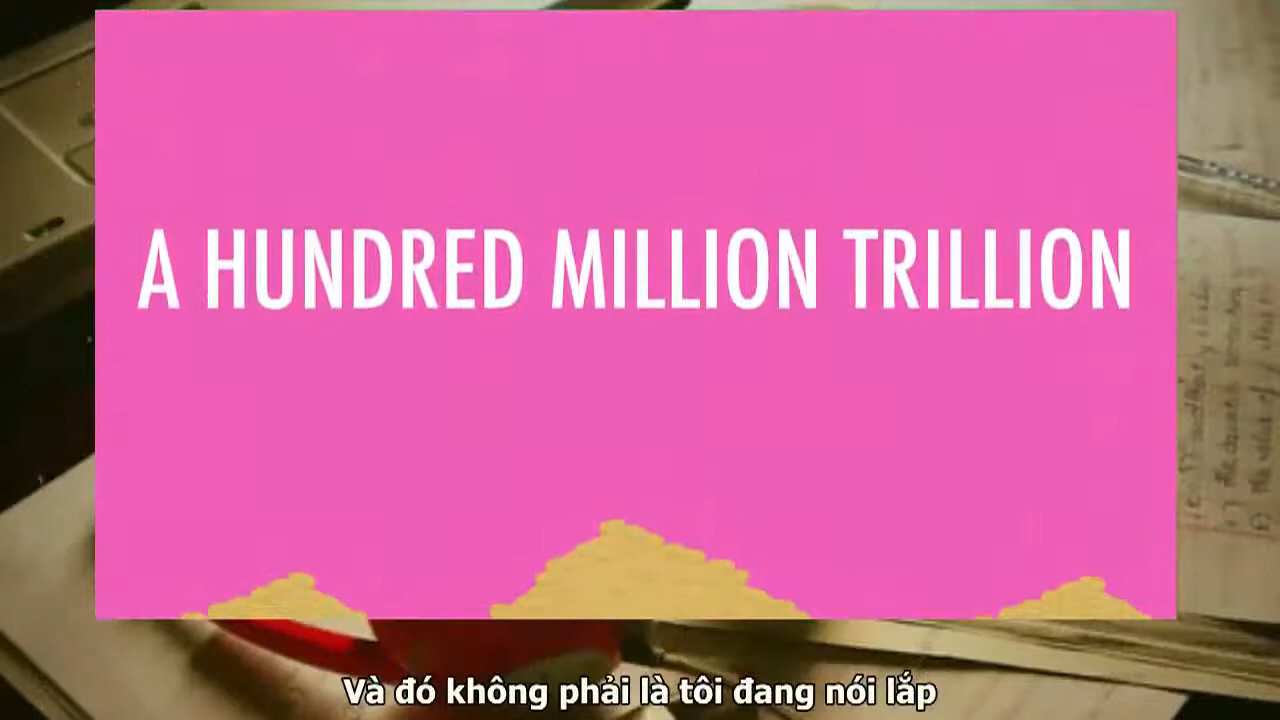 A HUNDRED MILLION TRILLION
Và đó không phải là tôi đang nói lắp